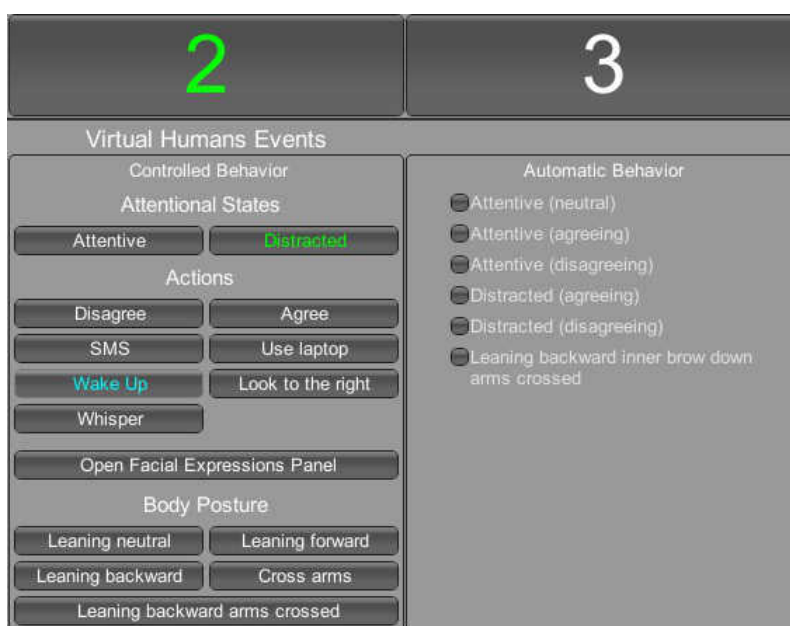 2
3
Virtual Humans Events
Controlled Behavior
Attentional States
Attentive
Distracted
Actions
Disagree
Agree
SMS
Use laptop
Wake Up
Look to the right
Whisper
Open Facial Expressions Panel
Body Posture
Leaning neutral
Leaning forward
Leaning backward
Cross arms
Leaning backward arms crossed
Automatic Behavior
Attentive (neutral)
Attentive (agreeing)
Attentive (disagreeing)
Distracted (agreeing)
Distracted (disagreeing)
Leaning backward inner brow down
arms crossed